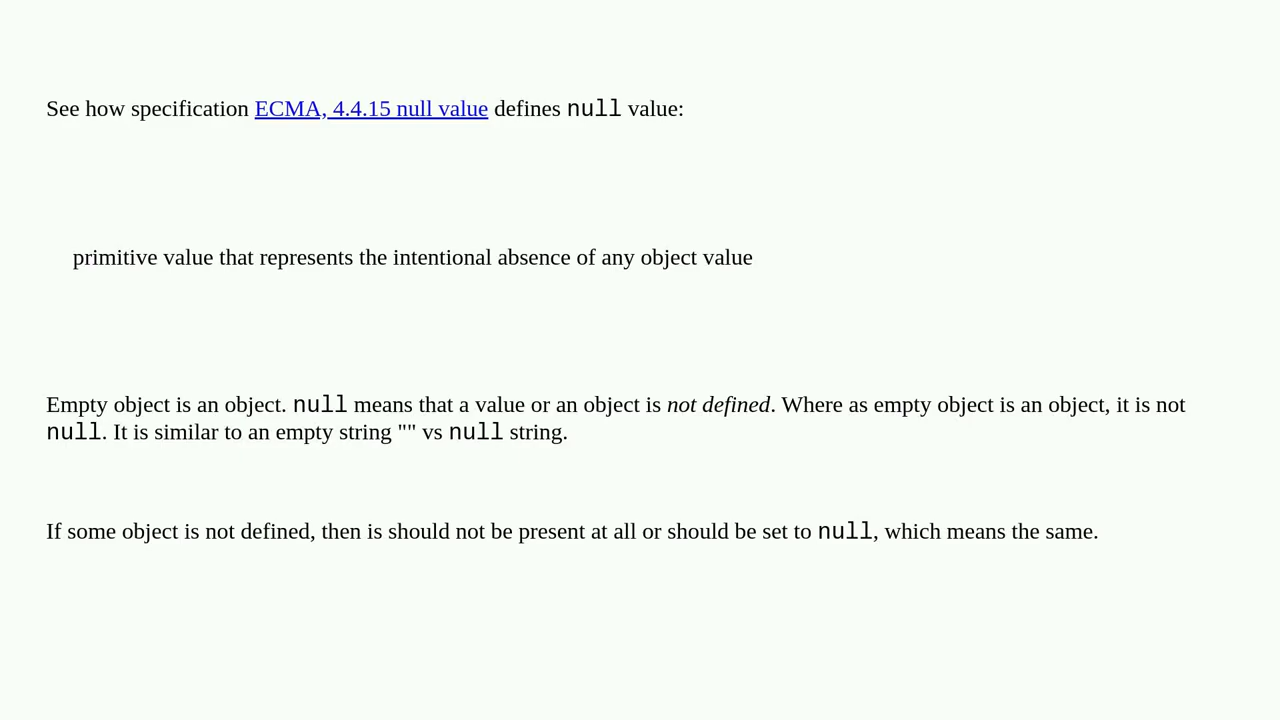 See how specification ECMA, 4.4.15 null value defines null value:
primitive value that represents the intentional absence of any object value
Empty object is an object. null means that a value or an object is not defined. Where as empty object is an object, it is not
null. It is similar to an empty string "" vs null string.
If some object is not defined, then is should not be present at all or should be set to null, which means the same.